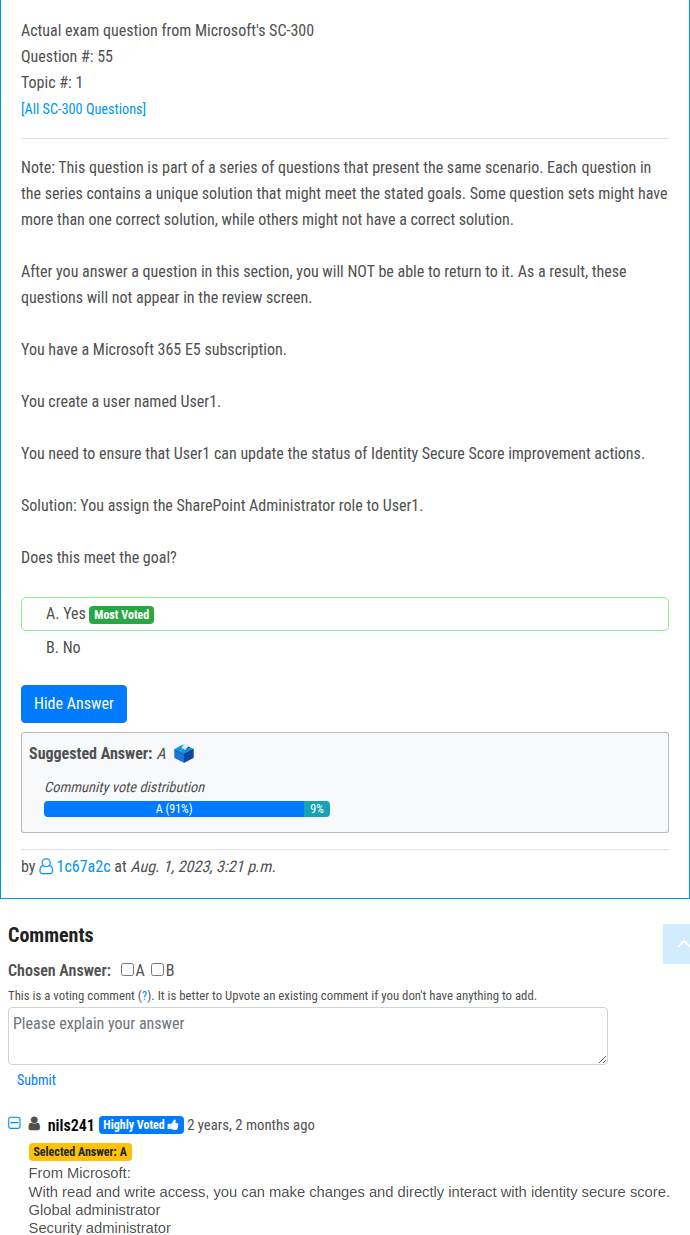 Actual exam question from Microsoft's SC-300
Question #: 55
Topic #: 1
[All SC-300 Questions]
Note: This question is part of a series of questions that present the same scenario. Each question in
the series contains a unique solution that might meet the stated goals. Some question sets might have
more than one correct solution, while others might not have a correct solution.
After you answer a question in this section, you will NOT be able to return to it. As a result, these
questions will not appear in the review screen.
You have a Microsoft 365 E5 subscription.
You create a user named User1.
You need to ensure that User1 can update the status of Identity Secure Score improvement actions.
Solution: You assign the SharePoint Administrator role to User1.
Does this meet the goal?
A. Yes Most Voted
B. No
Hide Answer
Suggested Answer: A
Community vote distribution
A (91%) 9%
by 1c67a2c at Aug. 1, 2023, 3:21 p.m.
Comments
Chosen Answer: A B
This is a voting comment (?). It is better to Upvote an existing comment if you don't have anything to add.
Please explain your answer
Submit
nils241 Highly Voted 2 years, 2 months ago
Selected Answer: A
From Microsoft:
With read and write access, you can make changes and directly interact with identity secure score.
Global administrator
Security administrator